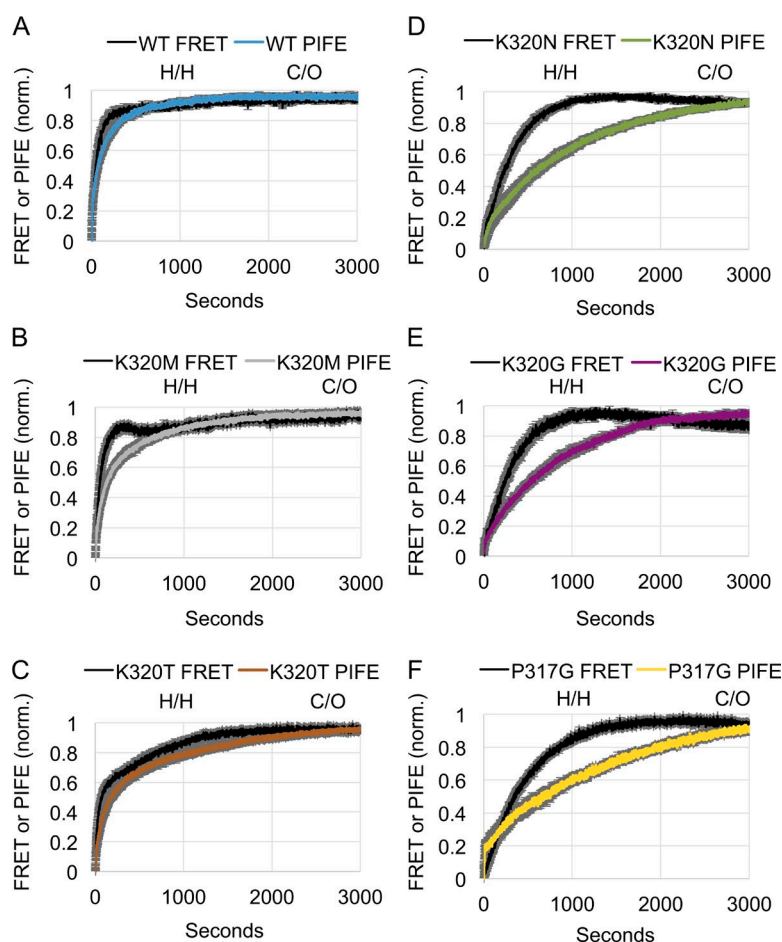 A
WT FRET WT PIFE
H/H C/O
FRET or PIFE (norm.)
1
0.8
0.6
0.4
0.2
0
0 1000 2000 3000
Seconds
B
K320M FRET K320M PIFE
H/H C/O
FRET or PIFE (norm.)
1
0.8
0.6
0.4
0.2
0
0 1000 2000 3000
Seconds
C
K320T FRET K320T PIFE
H/H C/O
FRET or PIFE (norm.)
1
0.8
0.6
0.4
0.2
0
0 1000 2000 3000
Seconds
D
K320N FRET K320N PIFE
H/H C/O
FRET or PIFE (norm.)
1
0.8
0.6
0.4
0.2
0
0 1000 2000 3000
Seconds
E
K320G FRET K320G PIFE
H/H C/O
FRET or PIFE (norm.)
1
0.8
0.6
0.4
0.2
0
0 1000 2000 3000
Seconds
F
P317G FRET P317G PIFE
H/H C/O
FRET or PIFE (norm.)
1
0.8
0.6
0.4
0.2
0
0 1000 2000 3000
Seconds